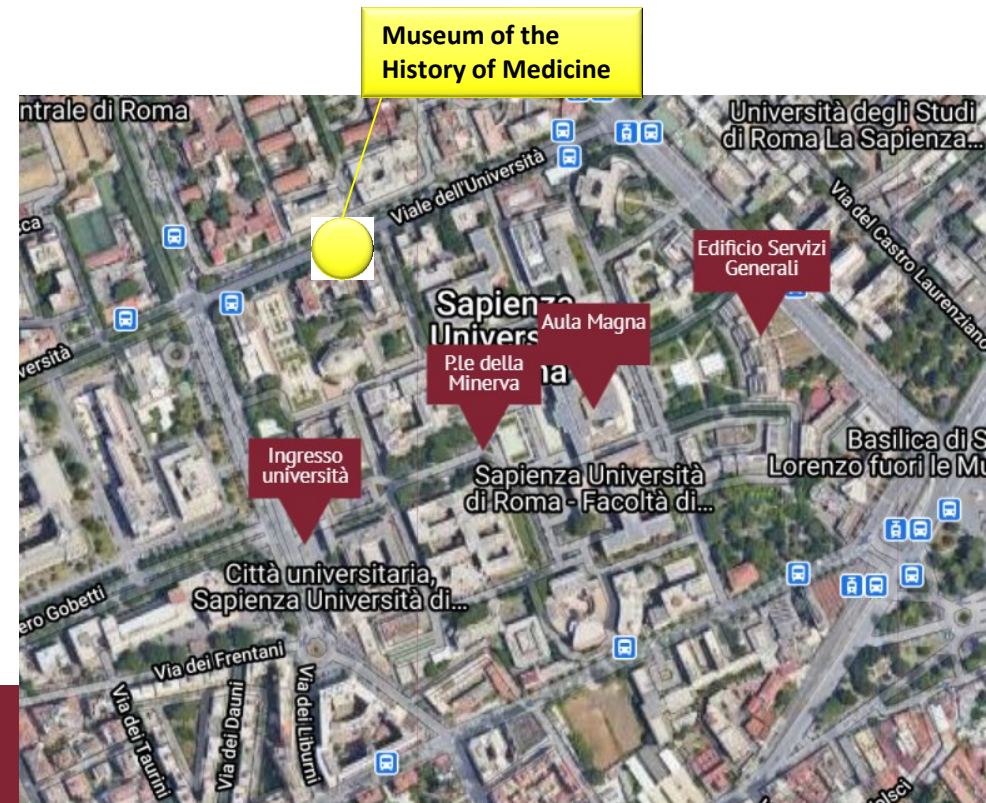 Museum of the
History of Medicine
ntrale di Roma
Università degli Studi
di Roma La Sapienza...
Viale dell'Università
Via del Castro Laurenziano
ca
Edificio Servizi
Generali
Sapienza
Aula Magna
P.le della
Minerva
versità
Ingresso
università
Basilica di S
Lorenzo fuori le Mu
Sapienza Università
di Roma - Facoltà di...
Città universitaria,
Sapienza Università di...
ero Gobetti
Via dei Frentani
Via dei Taurini
Via dei Dauni
Via dei Liburni